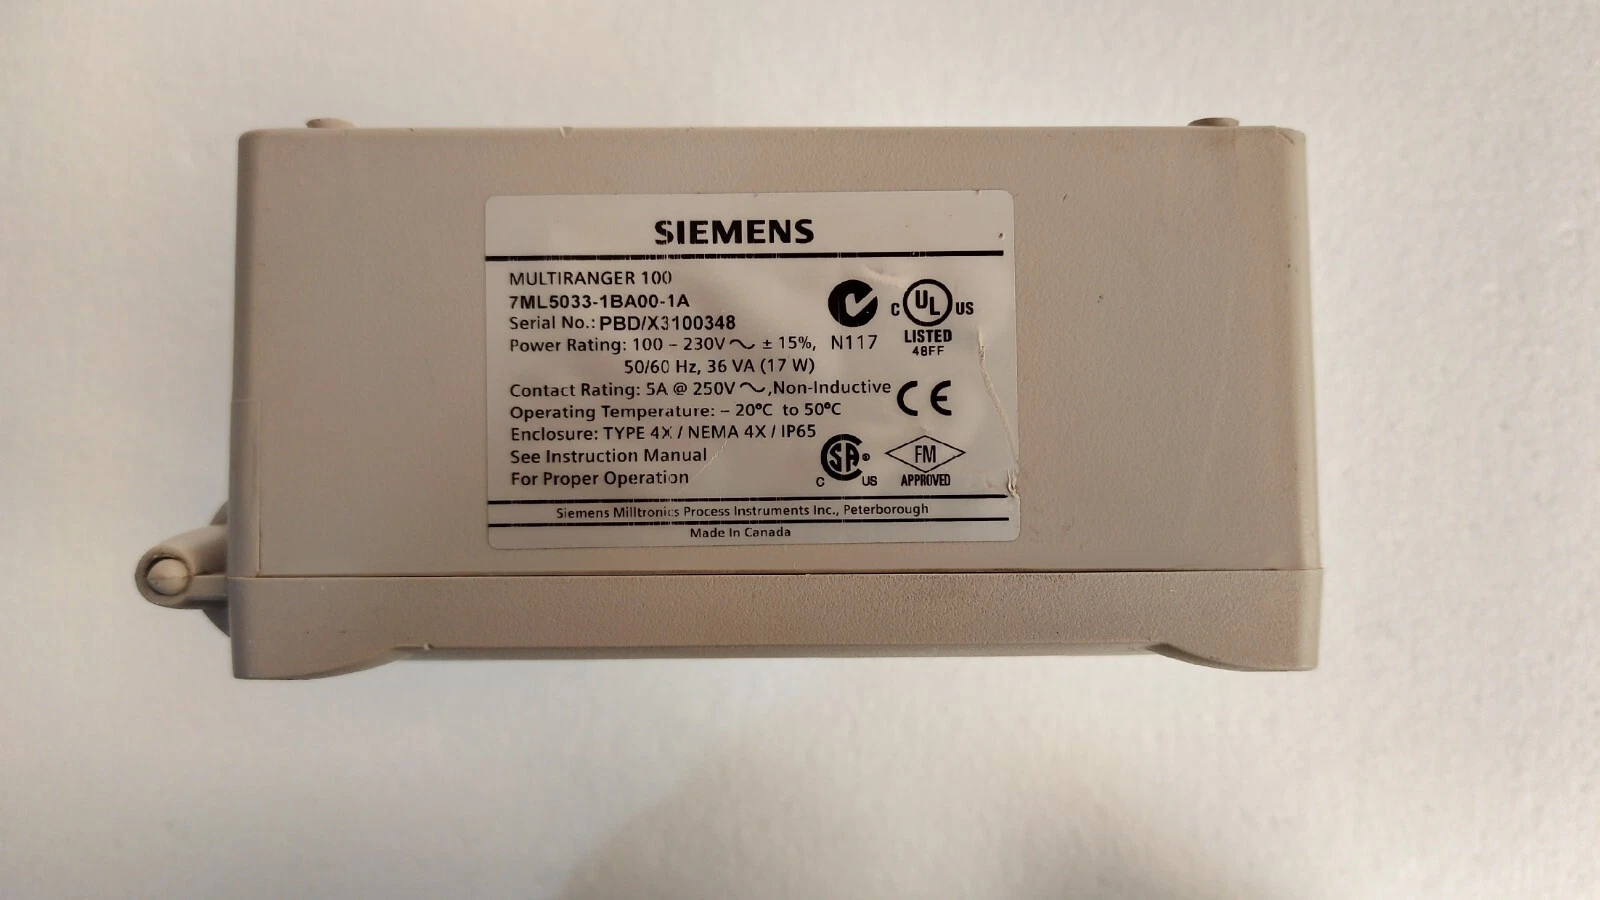 SIEMENS
MULTIRANGER 100
7ML5033-1BA00-1A
Serial No.: PBD/X3100348
Power Rating: 100 – 230V ~ ± 15%,
50/60 Hz, 36 VA (17 W)
Contact Rating: 5A @ 250V ~, Non-Inductive
Operating Temperature: – 20°C to 50°C
Enclosure: TYPE 4X / NEMA 4X / IP65
See Instruction Manual
For Proper Operation
N117
C UL US
LISTED
48FF
CE
C SA ® US
FM
APPROVED
Siemens Milltronics Process Instruments Inc., Peterborough
Made In Canada